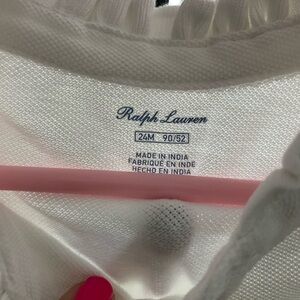 Ralph Lauren
24M 90/52
MADE IN INDIA
FABRIQUÉ EN INDE
HECHO EN INDIA